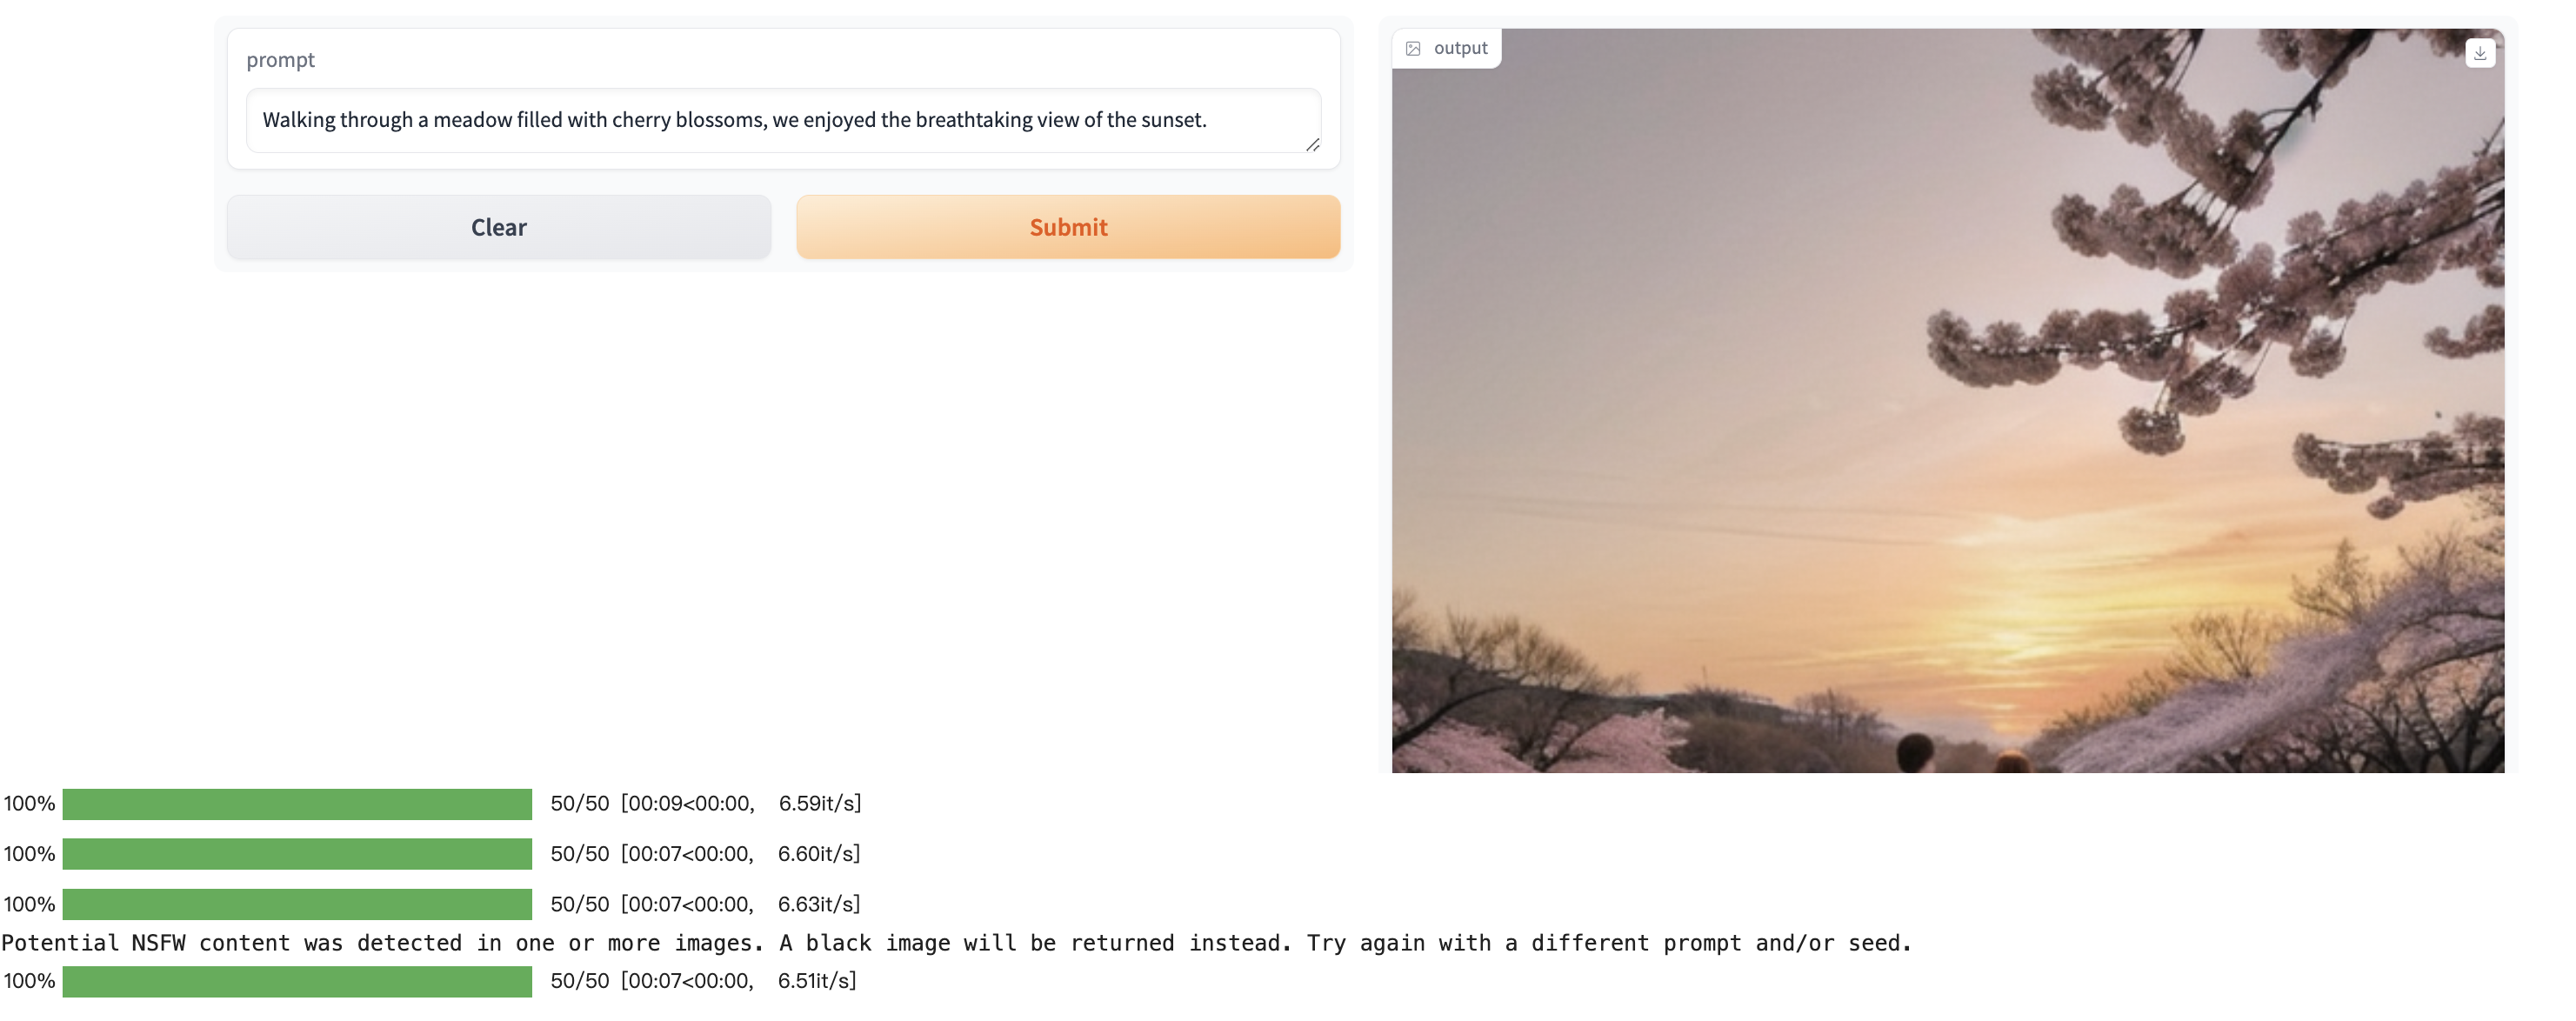 prompt
Walking through a meadow filled with cherry blossoms, we enjoyed the breathtaking view of the sunset.
Clear
Submit
output
100% 50/50 [00:09<00:00, 6.59it/s]
100% 50/50 [00:07<00:00, 6.60it/s]
100% 50/50 [00:07<00:00, 6.63it/s]
Potential NSFW content was detected in one or more images. A black image will be returned instead. Try again with a different prompt and/or seed.
100% 50/50 [00:07<00:00, 6.51it/s]